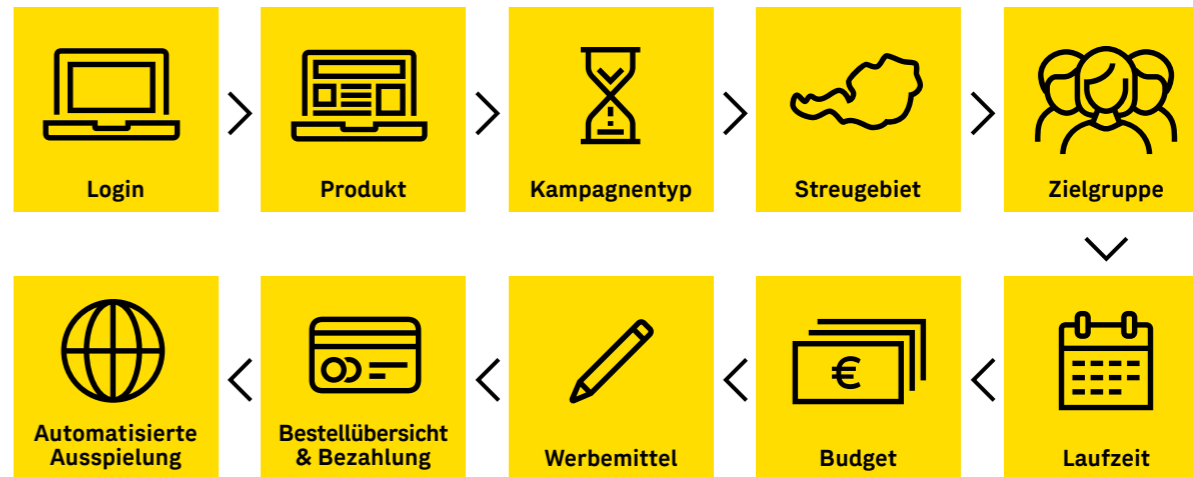 Login
Produkt
Kampagnentyp
Streugebiet
Zielgruppe
Laufzeit
€
Budget
Werbemittel
Bestellübersicht
& Bezahlung
Automatisierte
Ausspielung